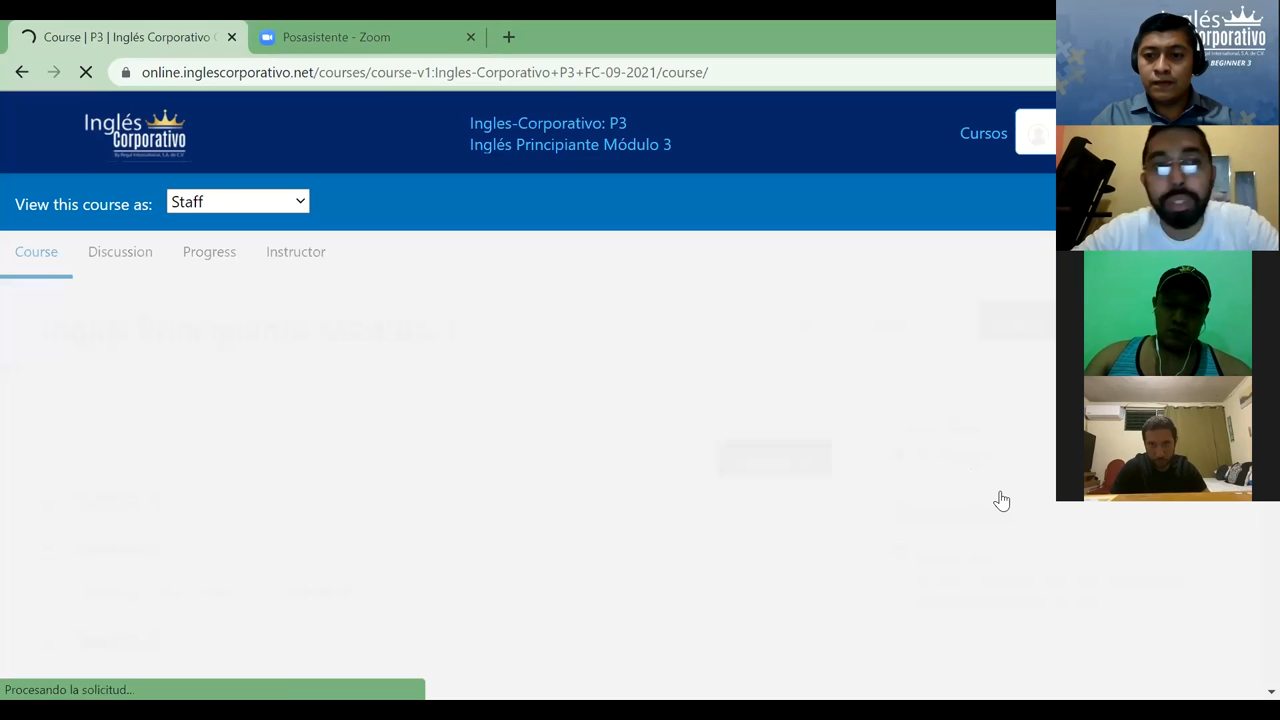 Course | P3 | Inglés Corporativo
Posasistente - Zoom
online.inglescorporativo.net/courses/course-v1:Ingles-Corporativo+P3+FC-09-2021/course/
Inglés
Corporativo
Ingles-Corporativo: P3
Inglés Principiante Módulo 3
Cursos
View this course as:
Staff
Course
Discussion
Progress
Instructor
Procesando la solicitud...
BEGINNER 3